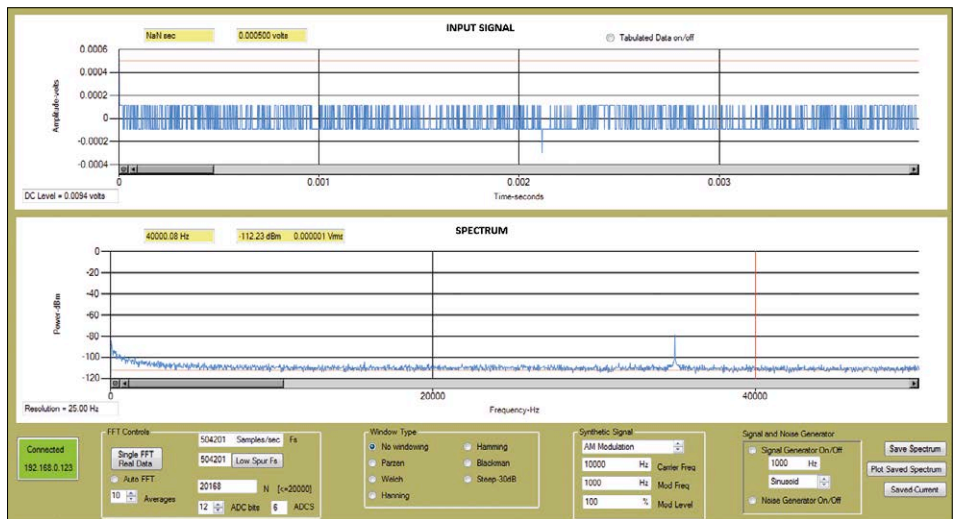 INPUT SIGNAL
NaN sec
0.000500 volts
Tabulated Data on/off
Amplitude-volts
0.0006
0.0004
0.0002
0
-0.0002
-0.0004
0
0.001
0.002
0.003
DC Level = 0.0094 volts
Time-seconds
SPECTRUM
40000.08 Hz
-112.23 dBm 0.000001 Vrms
Power-dBm
0
-20
-40
-60
-80
-100
-120
0
20000
40000
Resolution = 25.00 Hz
Frequency-Hz
Connected
192.168.0.123
FFT Controls
Single FFT
Real Data
Auto FFT
10 Averages
504201 Samples/sec Fs
504201 Low Spur Fs
20168 N [<=20000]
12 ADC bits 6 ADCS
Window Type
No windowing
Parzen
Welch
Hanning
Hamming
Blackman
Steep-30dB
Synthetic Signal
AM Modulation
10000 Hz Carrier Freq
1000 Hz Mod Freq
100 % Mod Level
Signal and Noise Generator
Signal Generator On/Off
1000 Hz
Sinusoid
Noise Generator On/Off
Save Spectrum
Plot Saved Spectrum
Saved-Current